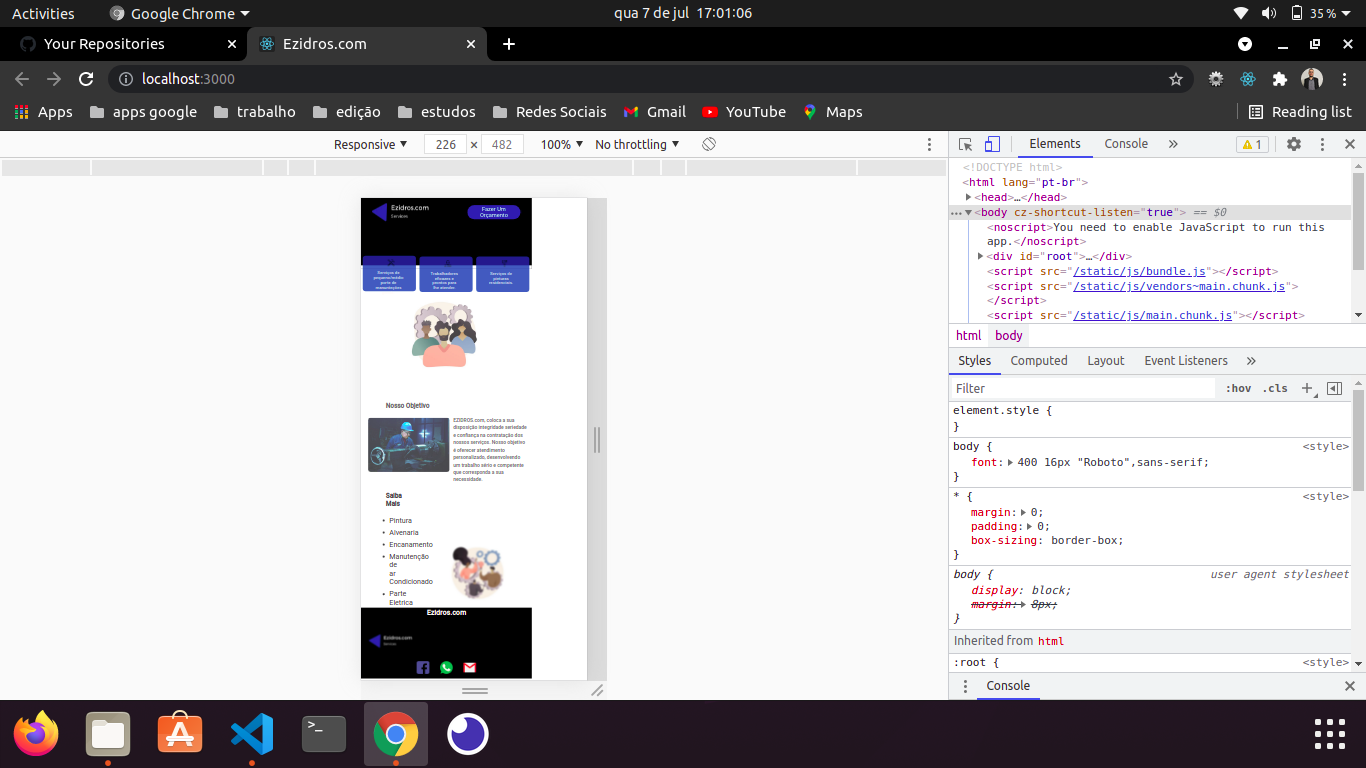 Activities
Google Chrome
qua 7 de jul 17:01:06
35 %
Your Repositories
Ezidros.com
localhost:3000
Apps
apps google
trabalho
edição
estudos
Redes Sociais
Gmail
YouTube
Maps
Reading list
Responsive
226 × 482
100%
No throttling
Ezidros.com
Services
Fazer Um
Orçamento
Serviços de
pequeno/médio
porte de
manutenções
Trabalhadores
eficazes e
prontos para
lhe atender
Serviços de
pinturas
residenciais
Nosso Objetivo
EZIDROS.com, coloca a sua
disposição integridade seriedade
e confiança na contratação dos
nossos serviços. Nosso objetivo
é oferecer atendimento
personalizado, desenvolvendo
um trabalho sério e competente
que corresponda a sua
necessidade.
Saiba
Mais
• Pintura
• Alvenaria
• Encanamento
• Manutenção
de
ar
Condicionado
• Parte
Eletrica
Ezidros.com
Ezidros.com
Elements
Console
1
<!DOCTYPE html>
<html lang="pt-br">
<head>…</head>
<body cz-shortcut-listen="true"> == $0
<noscript>You need to enable JavaScript to run this
app.</noscript>
<div id="root">…</div>
<script src="/static/js/bundle.js"></script>
<script src="/static/js/vendors~main.chunk.js">
</script>
<script src="/static/js/main.chunk.js"></script>
html
body
Styles
Computed
Layout
Event Listeners
Filter
:hov
.cls
element.style {
}
body {
<style>
font: 400 16px "Roboto",sans-serif;
}
* {
<style>
margin: 0;
padding: 0;
box-sizing: border-box;
}
body {
user agent stylesheet
display: block;
margin: 8px;
}
Inherited from html
:root {
<style>
Console